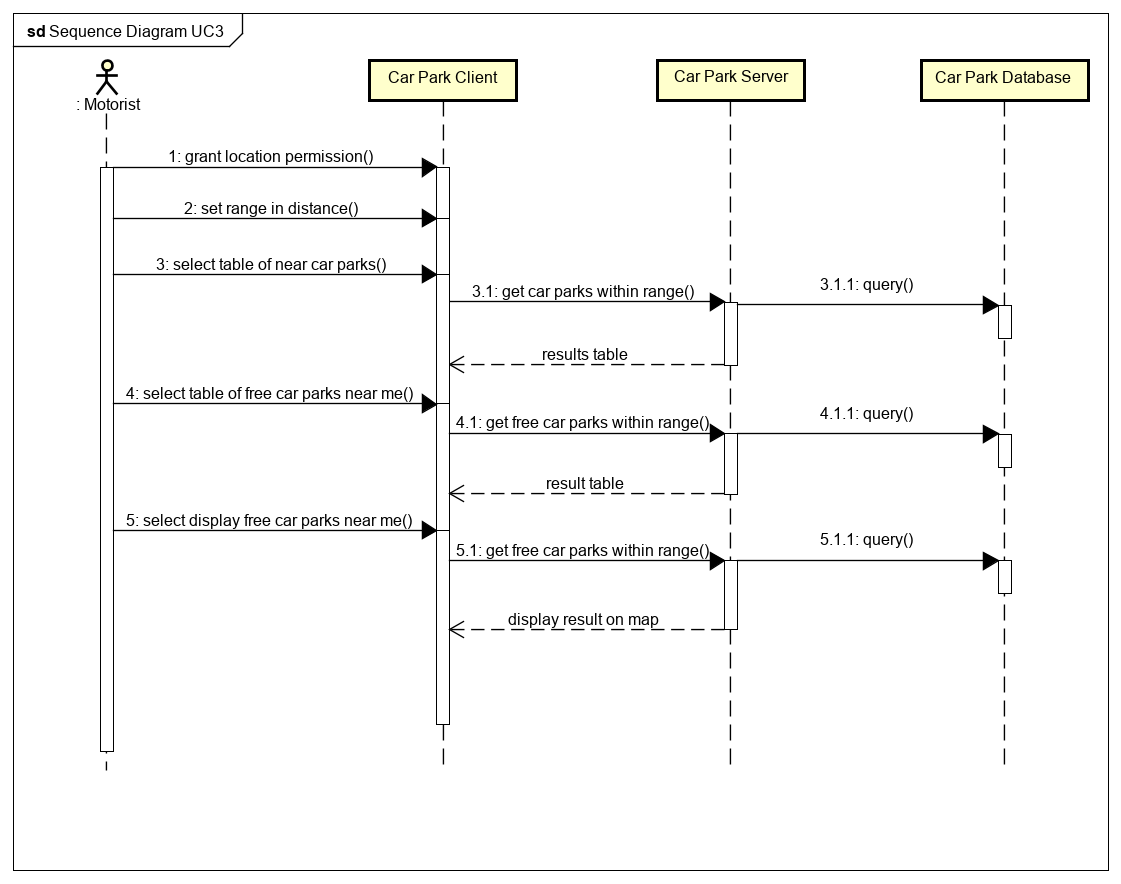 sd Sequence Diagram UC3
: Motorist
Car Park Client
Car Park Server
Car Park Database
1: grant location permission()
2: set range in distance()
3: select table of near car parks()
3.1: get car parks within range()
3.1.1: query()
results table
4: select table of free car parks near me()
4.1: get free car parks within range()
4.1.1: query()
result table
5: select display free car parks near me()
5.1: get free car parks within range()
5.1.1: query()
display result on map